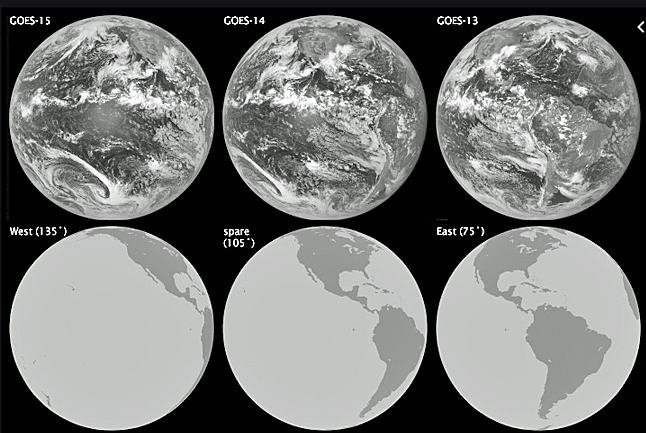 GOES-15
GOES-14
GOES-13
West (135°)
spare
(105°)
East (75°)